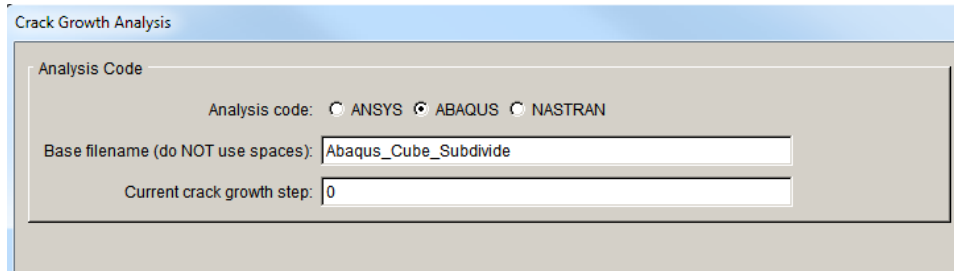 Crack Growth Analysis
Analysis Code
Analysis code: ANSYS ABAQUS NASTRAN
Base filename (do NOT use spaces): Abaqus_Cube_Subdivide
Current crack growth step: 0